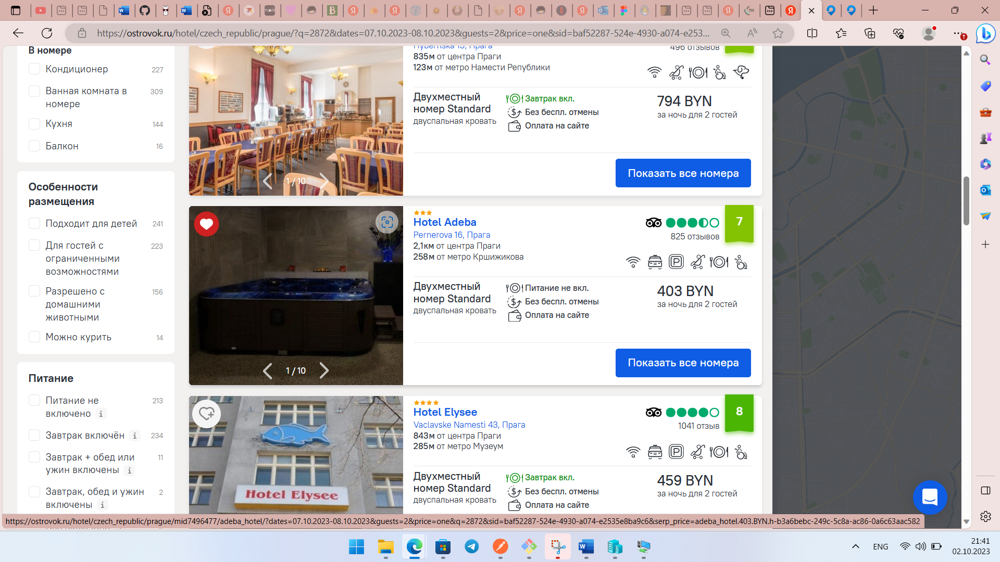 https://ostrovok.ru/hotel/czech_republic/prague/?q=2872&dates=07.10.2023-08.10.2023&guests=2&price=one&sid=baf52287-524e-4930-a074-e253...
В номере
Кондиционер 227
Ванная комната в номере 309
Кухня 144
Балкон 16
Особенности размещения
Подходит для детей 241
Для гостей с ограниченными возможностями 223
Разрешено с домашними животными 156
Можно курить 14
Питание
Питание не включено i 213
Завтрак включён i 234
Завтрак + обед или ужин включены i 11
Завтрак, обед и ужин включены i 2
Hybernska 13, Прага
835м от центра Праги
123м от метро Намести Републики
496 отзывов
Двухместный номер Standard
двуспальная кровать
Завтрак вкл.
Без беспл. отмены
Оплата на сайте
794 BYN
за ночь для 2 гостей
1 / 10
Показать все номера
Hotel Adeba
Pernerova 16, Прага
2,1км от центра Праги
258м от метро Кршижикова
825 отзывов
7
Двухместный номер Standard
двуспальная кровать
Питание не вкл.
Без беспл. отмены
Оплата на сайте
403 BYN
за ночь для 2 гостей
1 / 10
Показать все номера
Hotel Elysee
Vaclavske Namesti 43, Прага
843м от центра Праги
285м от метро Музеум
1041 отзыв
8
Hotel Elysee
Двухместный номер Standard
двуспальная кровать
Завтрак вкл.
Без беспл. отмены
Оплата на сайте
459 BYN
за ночь для 2 гостей
https://ostrovok.ru/hotel/czech_republic/prague/mid7496477/adeba_hotel/?dates=07.10.2023-08.10.2023&guests=2&price=one&q=2872&sid=baf52287-524e-4930-a074-e2535e8ba9c6&serp_price=adeba_hotel.403.BYN.h-b3a6bebc-249c-5c8a-ac86-0a6c63aac582
ENG
21:41
02.10.2023